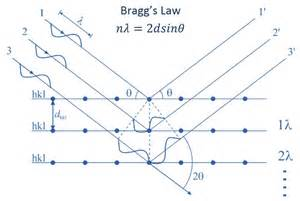 Bragg's Law
nλ = 2dsinθ
1
λ
1'
2
2'
3
3'
θ
θ
hkl
d
hkl
1λ
hkl
2λ
2θ